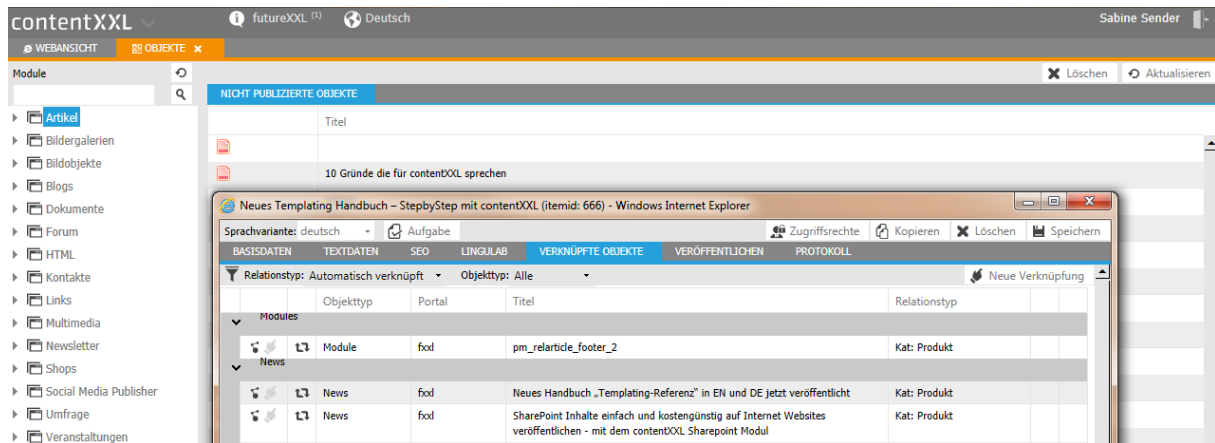 contentXXL
futureXXL (1)
Deutsch
Sabine Sender
WEBANSICHT
OBJEKTE
Module
Löschen
Aktualisieren
NICHT PUBLIZIERTE OBJEKTE
Titel
10 Gründe die für contentXXL sprechen
Artikel
Bildergalerien
Bildobjekte
Blogs
Dokumente
Forum
HTML
Kontakte
Links
Multimedia
Newsletter
Shops
Social Media Publisher
Umfrage
Veranstaltungen
Neues Templating Handbuch – StepbyStep mit contentXXL (itemid: 666) - Windows Internet Explorer
Sprachvariante: deutsch
Aufgabe
Zugriffsrechte
Kopieren
Löschen
Speichern
BASISDATEN TEXTDATEN SEO LINGULAB VERKNÜPFTE OBJEKTE VERÖFFENTLICHEN PROTOKOLL
Relationstyp: Automatisch verknüpft Objekttyp: Alle
Neue Verknüpfung
Objekttyp Portal Titel Relationstyp
Modules
Module fxxl pm_relarticle_footer_2 Kat: Produkt
News
News fxxl Neues Handbuch „Templating-Referenz“ in EN und DE jetzt veröffentlicht Kat: Produkt
News fxxl SharePoint Inhalte einfach und kostengünstig auf Internet Websites Kat: Produkt
veröffentlichen - mit dem contentXXL Sharepoint Modul